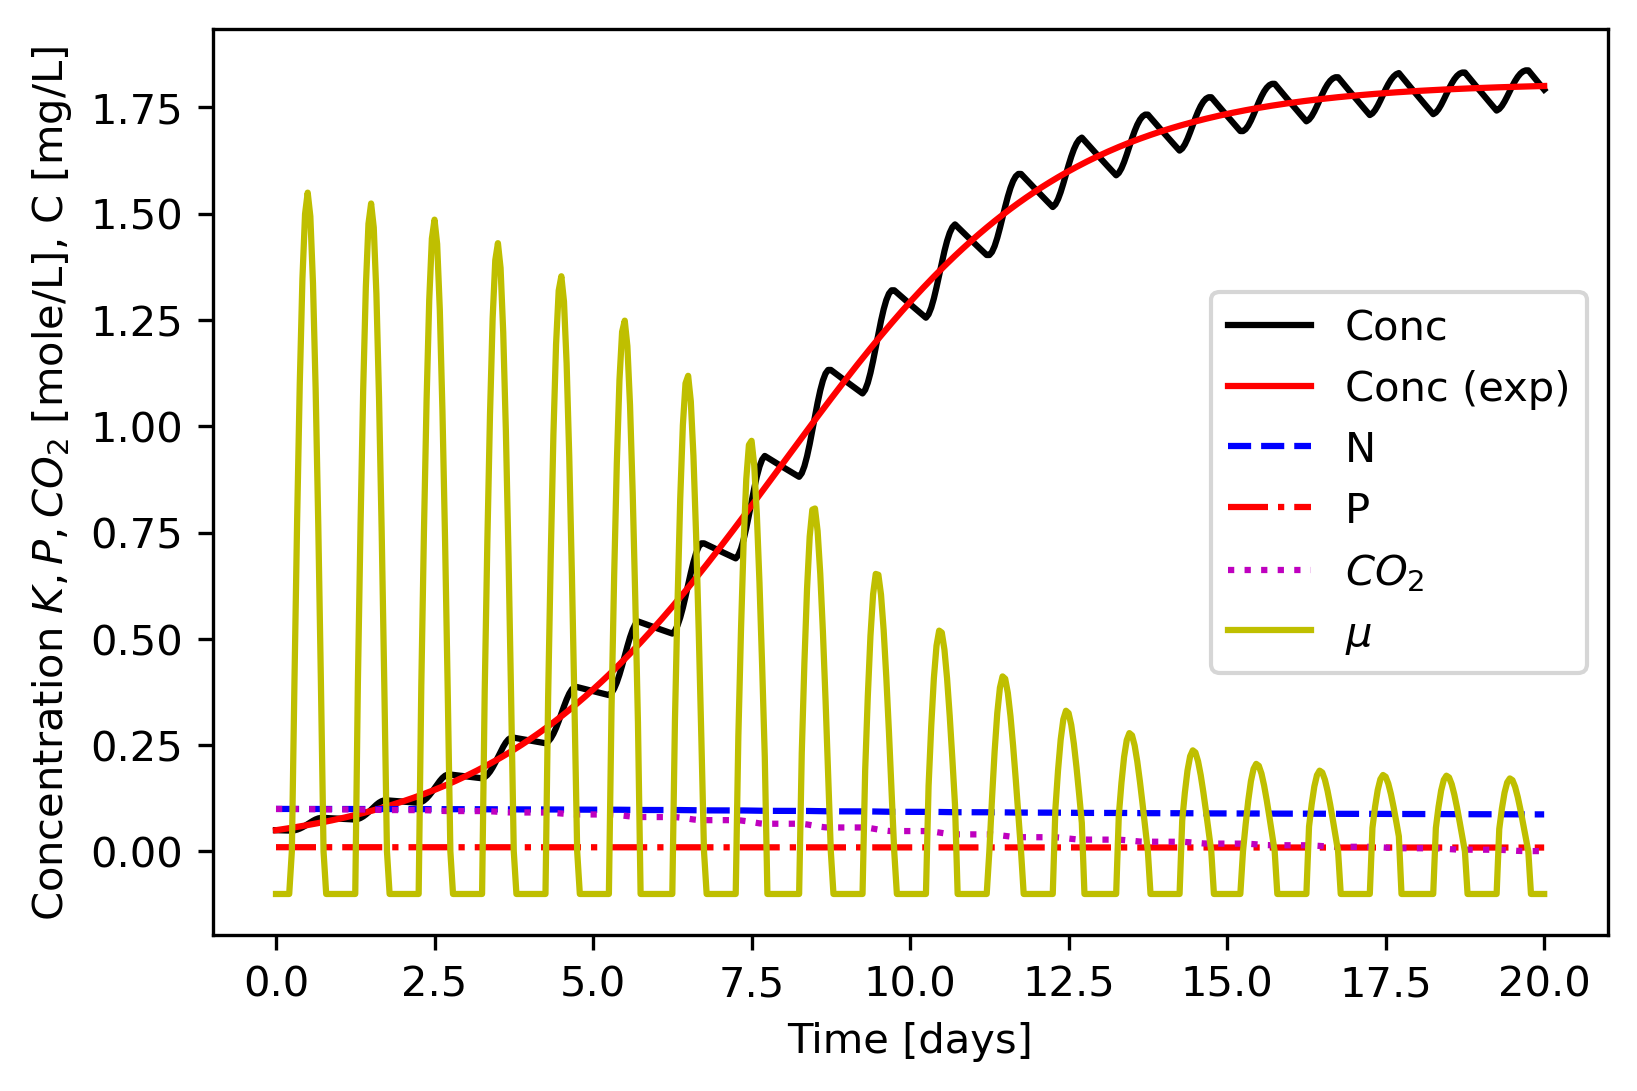 Concentration K, P, CO₂ [mole/L], C [mg/L]
1.75
1.50
1.25
1.00
0.75
0.50
0.25
0.00
Conc
Conc (exp)
N
P
CO₂
μ
0.0 2.5 5.0 7.5 10.0 12.5 15.0 17.5 20.0
Time [days]